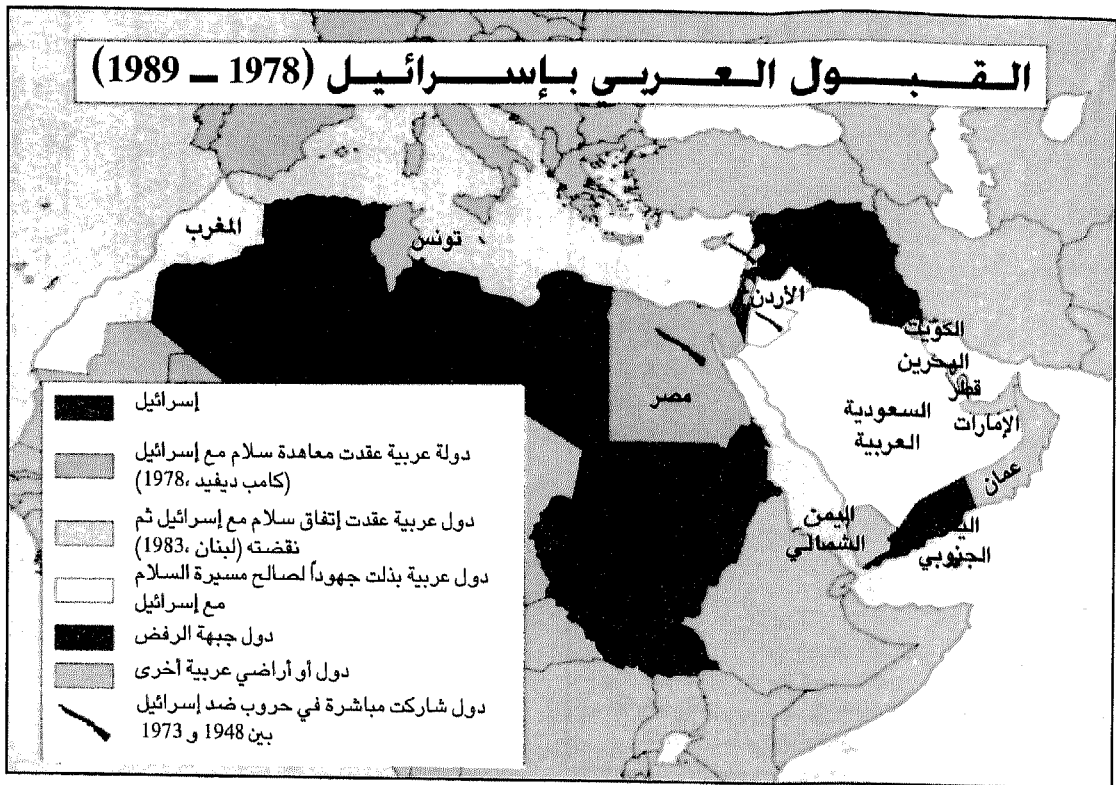 القبول العربي بإسرائيل (1978 – 1989)
المغرب
تونس
الأردن
الكويت
البحرين
قطر
مصر
السعودية
العربية
الإمارات
عمان
اليمن
الشمالي
الجنوبي
إسرائيل
دولة عربية عقدت معاهدة سلام مع إسرائيل
(كامب ديفيد، 1978)
دول عربية عقدت إتفاق سلام مع إسرائيل ثم
نقضته (لبنان، 1983)
دول عربية بذلت جهوداً لصالح مسيرة السلام
مع إسرائيل
دول جبهة الرفض
دول أو أراضي عربية أخرى
دول شاركت مباشرة في حروب ضد إسرائيل
بين 1948 و 1973